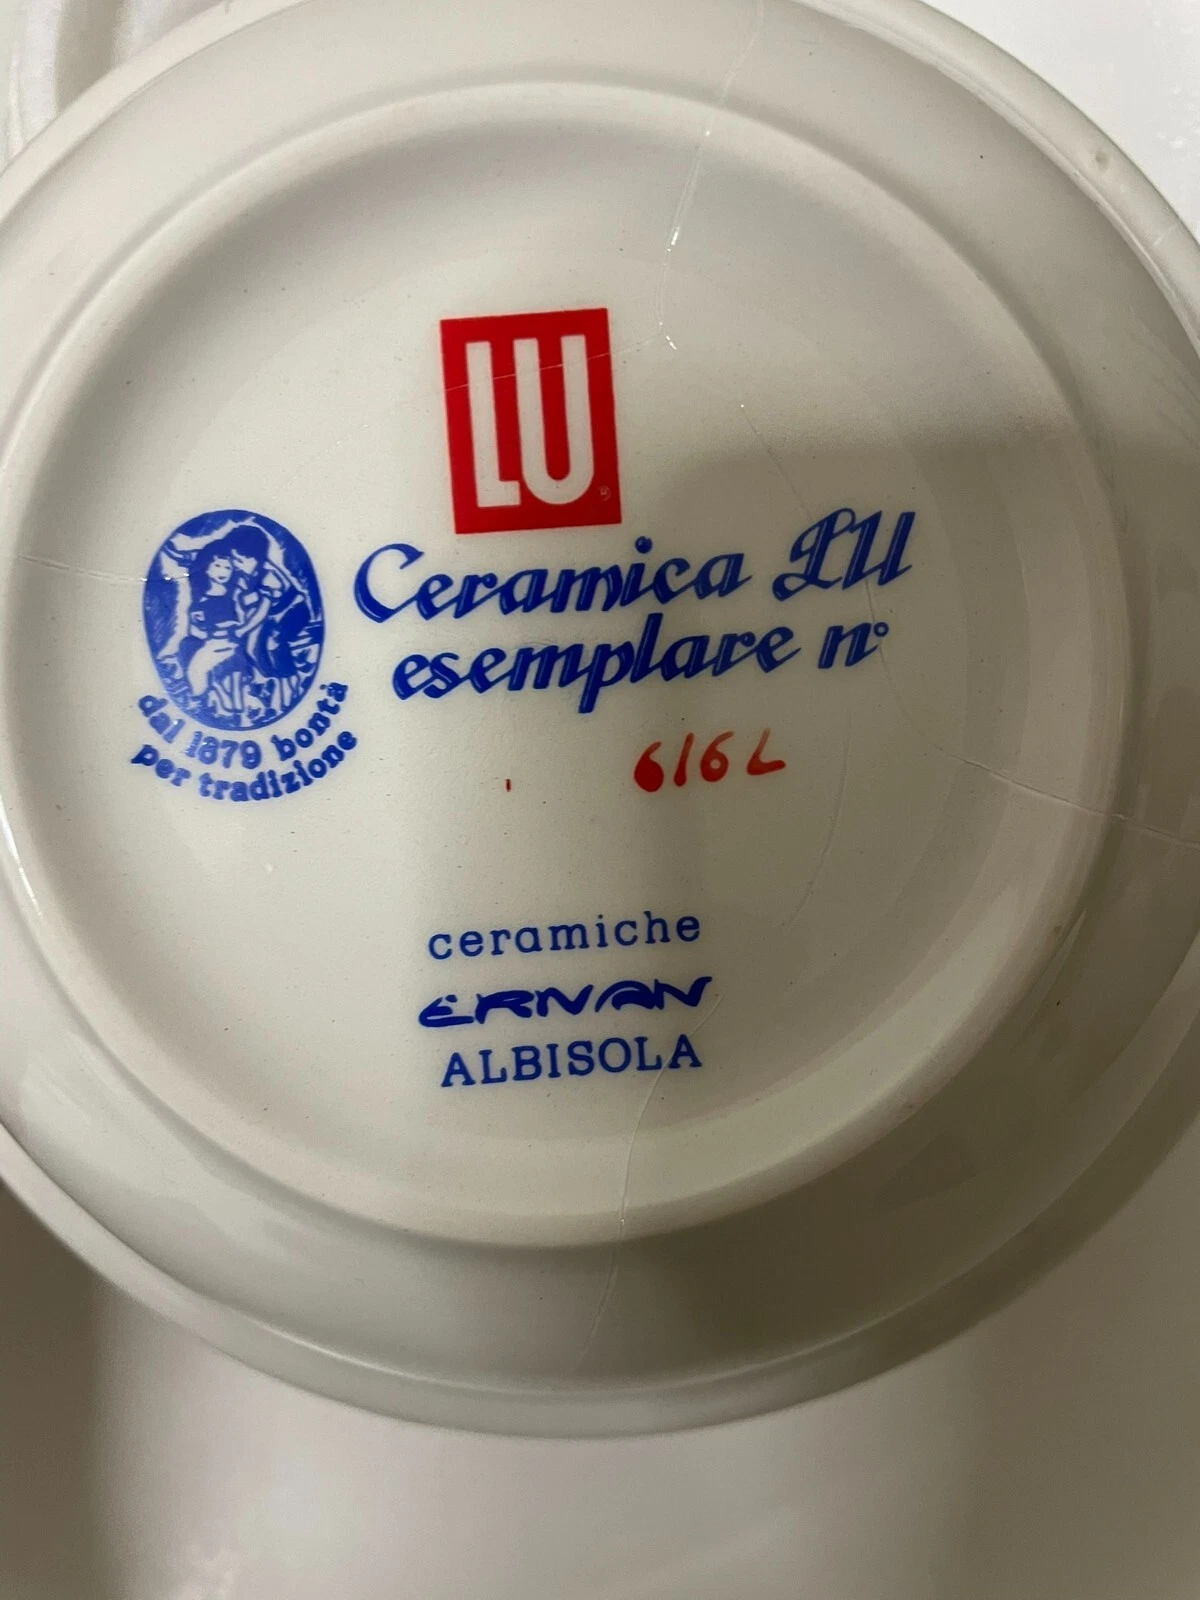 LU
Ceramica LU
esemplare n°
616L
dal 1879 bontà
per tradizione
ceramiche
ERNAN
ALBISOLA